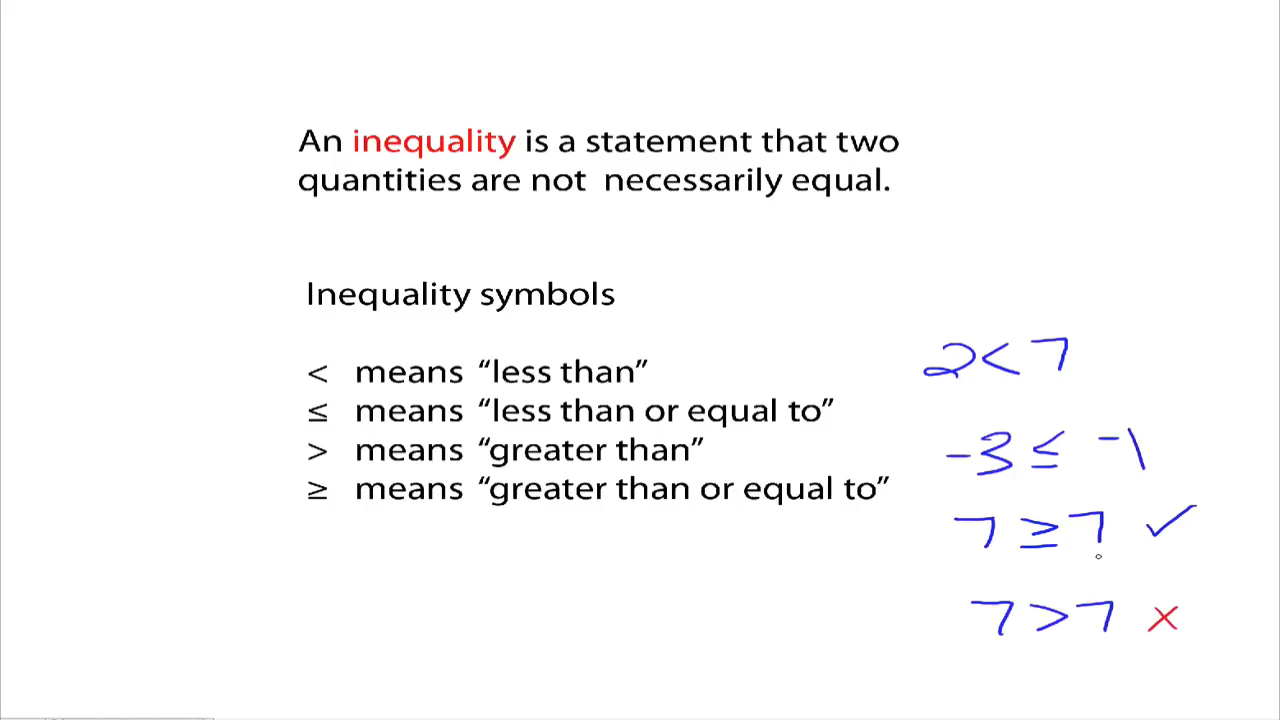 An inequality is a statement that two
quantities are not necessarily equal.
Inequality symbols
< means “less than”
≤ means “less than or equal to”
> means “greater than”
≥ means “greater than or equal to”
2 < 7
-3 ≤ -1
7 ≥ 7 ✓
7 > 7 ×